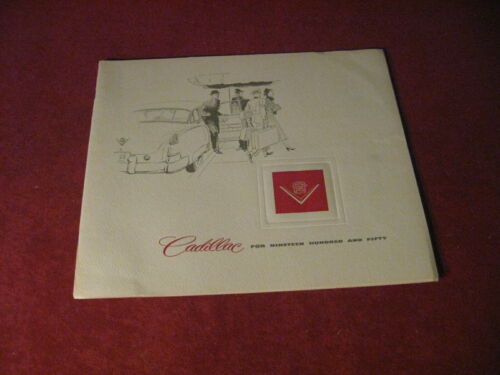 Cadillac FOR NINETEEN HUNDRED AND FIFTY